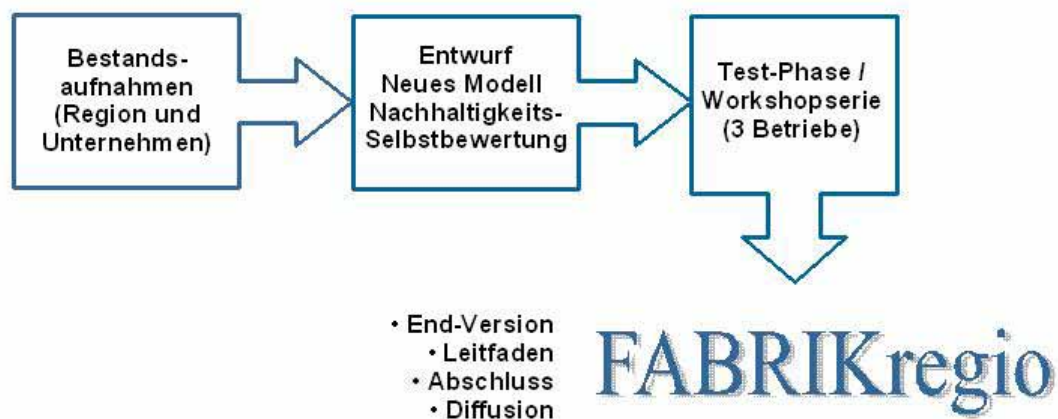 Bestands-
aufnahmen
(Region und
Unternehmen)
Entwurf
Neues Modell
Nachhaltigkeits-
Selbstbewertung
Test-Phase /
Workshopserie
(3 Betriebe)
• End-Version
• Leitfaden
• Abschluss
• Diffusion
FABRIKregio